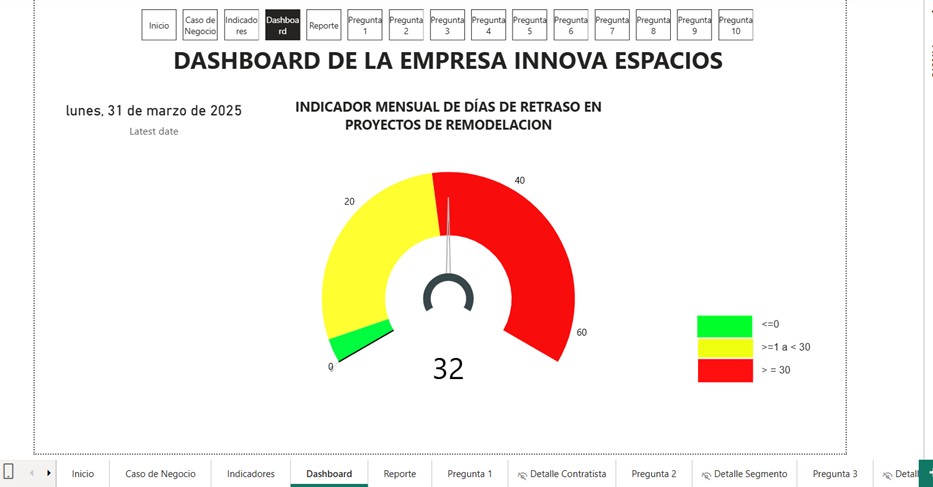 Inicio
Caso de
Negocio
Indicado
res
Dashboa
rd
Reporte
Pregunta
1
Pregunta
2
Pregunta
3
Pregunta
4
Pregunta
5
Pregunta
6
Pregunta
7
Pregunta
8
Pregunta
9
Pregunta
10
DASHBOARD DE LA EMPRESA INNOVA ESPACIOS
lunes, 31 de marzo de 2025
Latest date
INDICADOR MENSUAL DE DÍAS DE RETRASO EN
PROYECTOS DE REMODELACION
0
20
40
60
32
<=0
>=1 a < 30
> = 30
Inicio
Caso de Negocio
Indicadores
Dashboard
Reporte
Pregunta 1
Detalle Contratista
Pregunta 2
Detalle Segmento
Pregunta 3
Detall